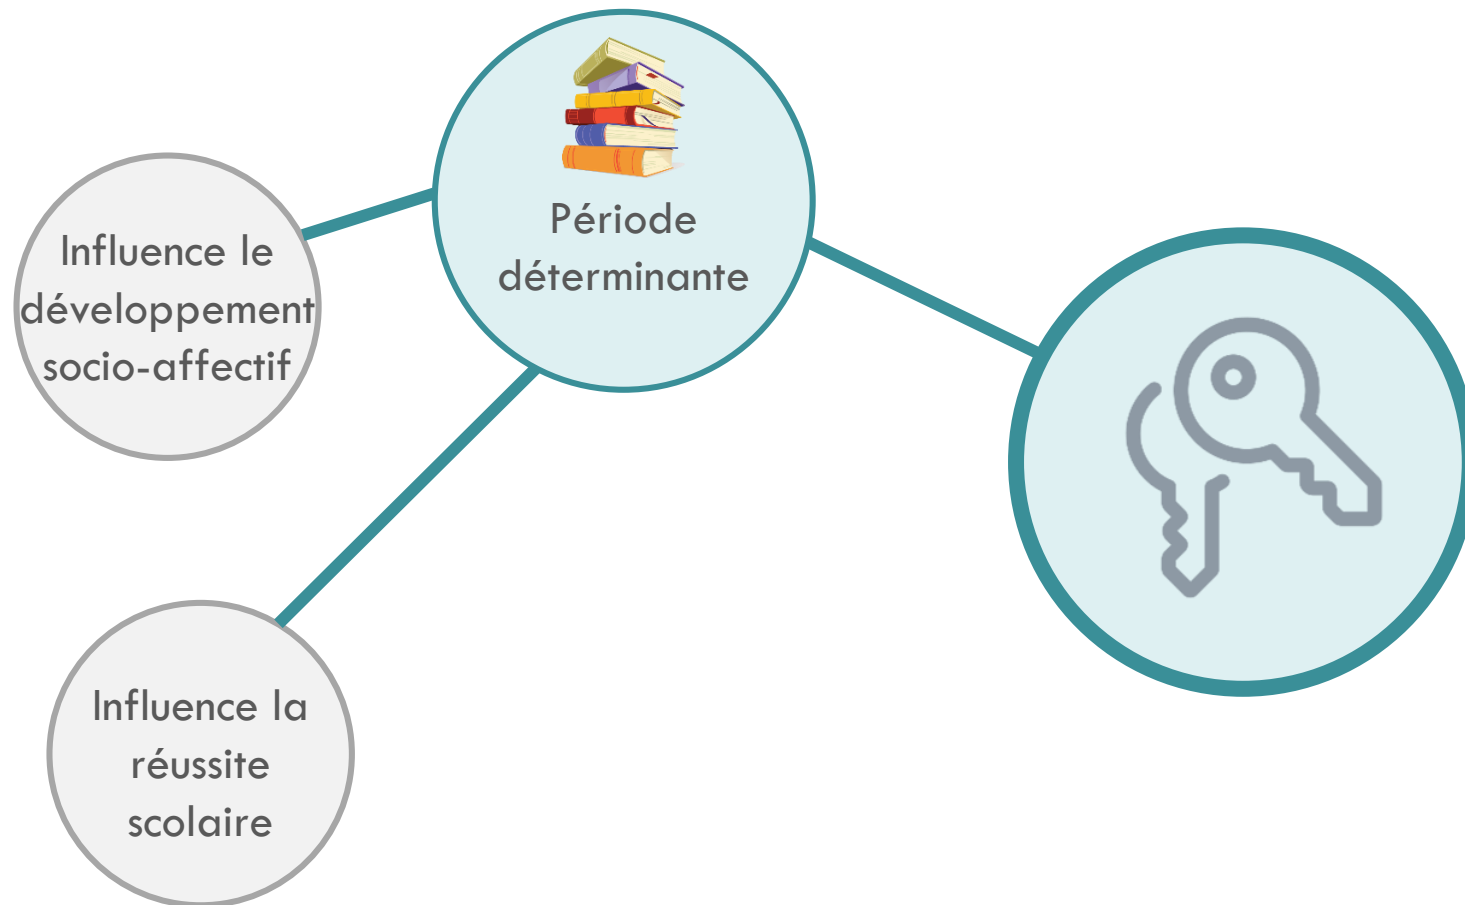 Période
déterminante
Influence le
développement
socio-affectif
Influence la
réussite
scolaire